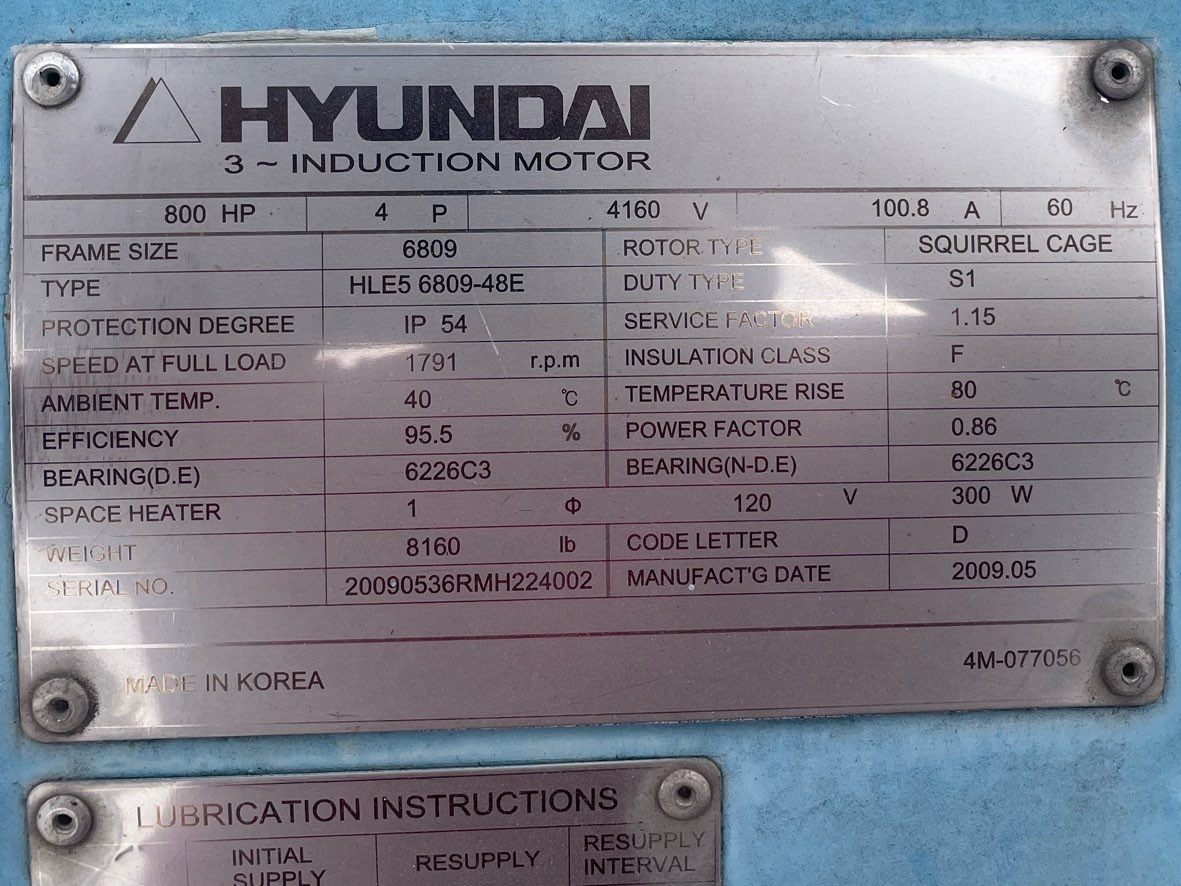 HYUNDAI
3 ~ INDUCTION MOTOR
800 HP 4 P 4160 V 100.8 A 60 Hz
FRAME SIZE 6809 ROTOR TYPE SQUIRREL CAGE
TYPE HLE5 6809-48E DUTY TYPE S1
PROTECTION DEGREE IP 54 SERVICE FACTOR 1.15
SPEED AT FULL LOAD 1791 r.p.m INSULATION CLASS F
AMBIENT TEMP. 40 ℃ TEMPERATURE RISE 80 ℃
EFFICIENCY 95.5 % POWER FACTOR 0.86
BEARING(D.E) 6226C3 BEARING(N-D.E) 6226C3
SPACE HEATER 1 Φ 120 V 300 W
WEIGHT 8160 lb CODE LETTER D
SERIAL NO. 20090536RMH224002 MANUFACT'G DATE 2009.05
MADE IN KOREA 4M-077056
LUBRICATION INSTRUCTIONS
INITIAL SUPPLY RESUPPLY RESUPPLY INTERVAL